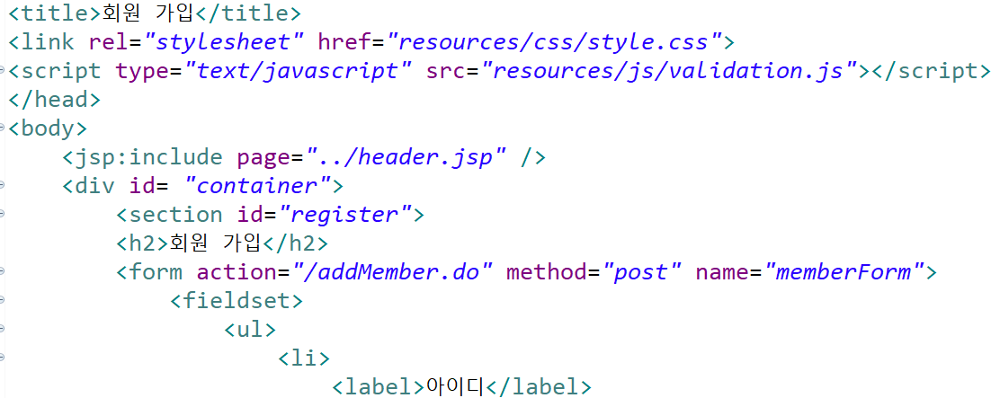 <title>회원 가입</title>
<link rel="stylesheet" href="resources/css/style.css">
<script type="text/javascript" src="resources/js/validation.js"></script>
</head>
<body>
<jsp:include page="../header.jsp" />
<div id= "container">
<section id="register">
<h2>회원 가입</h2>
<form action="/addMember.do" method="post" name="memberForm">
<fieldset>
<ul>
<li>
<label>아이디</label>